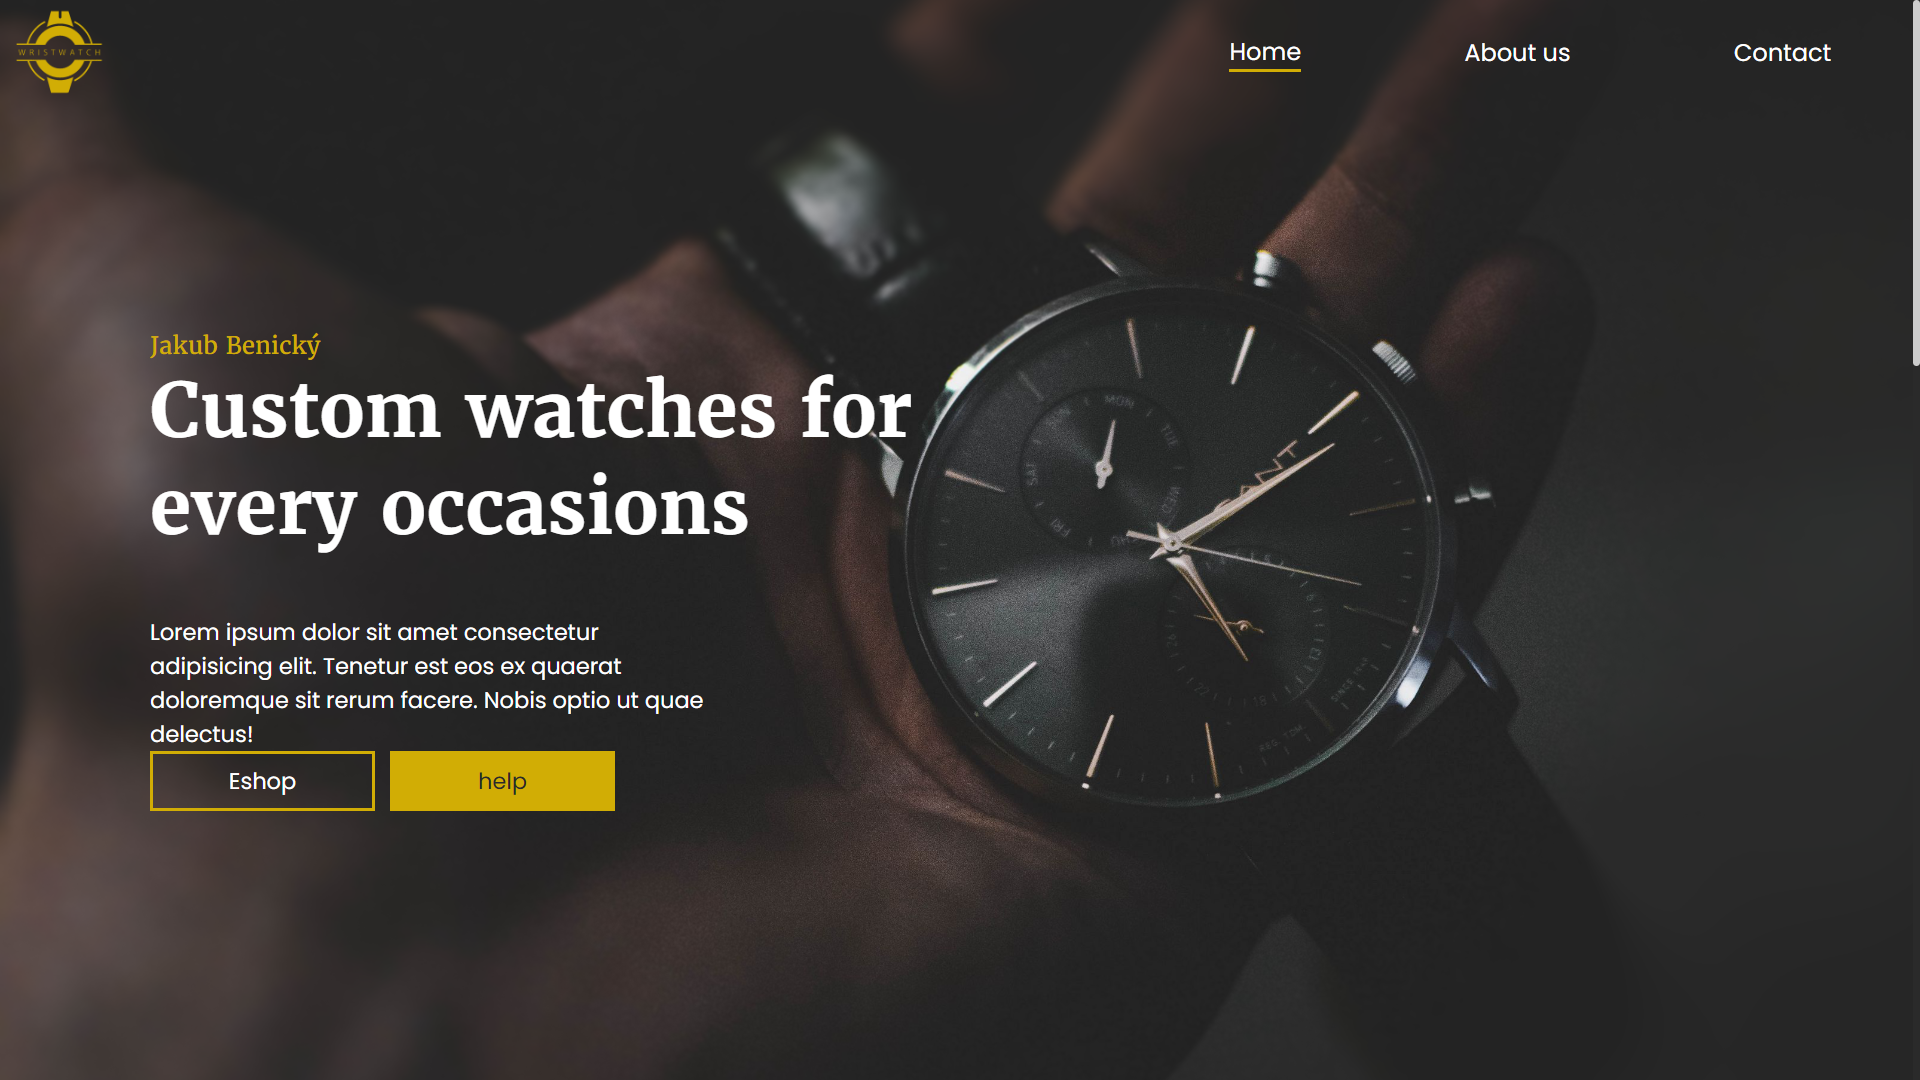 WRISTWATCH
Home
About us
Contact
Jakub Benický
Custom watches for
every occasions
Lorem ipsum dolor sit amet consectetur
adipisicing elit. Tenetur est eos ex quaerat
doloremque sit rerum facere. Nobis optio ut quae
delectus!
Eshop
help
MON
TUE
WED
THU
FRI
SAT